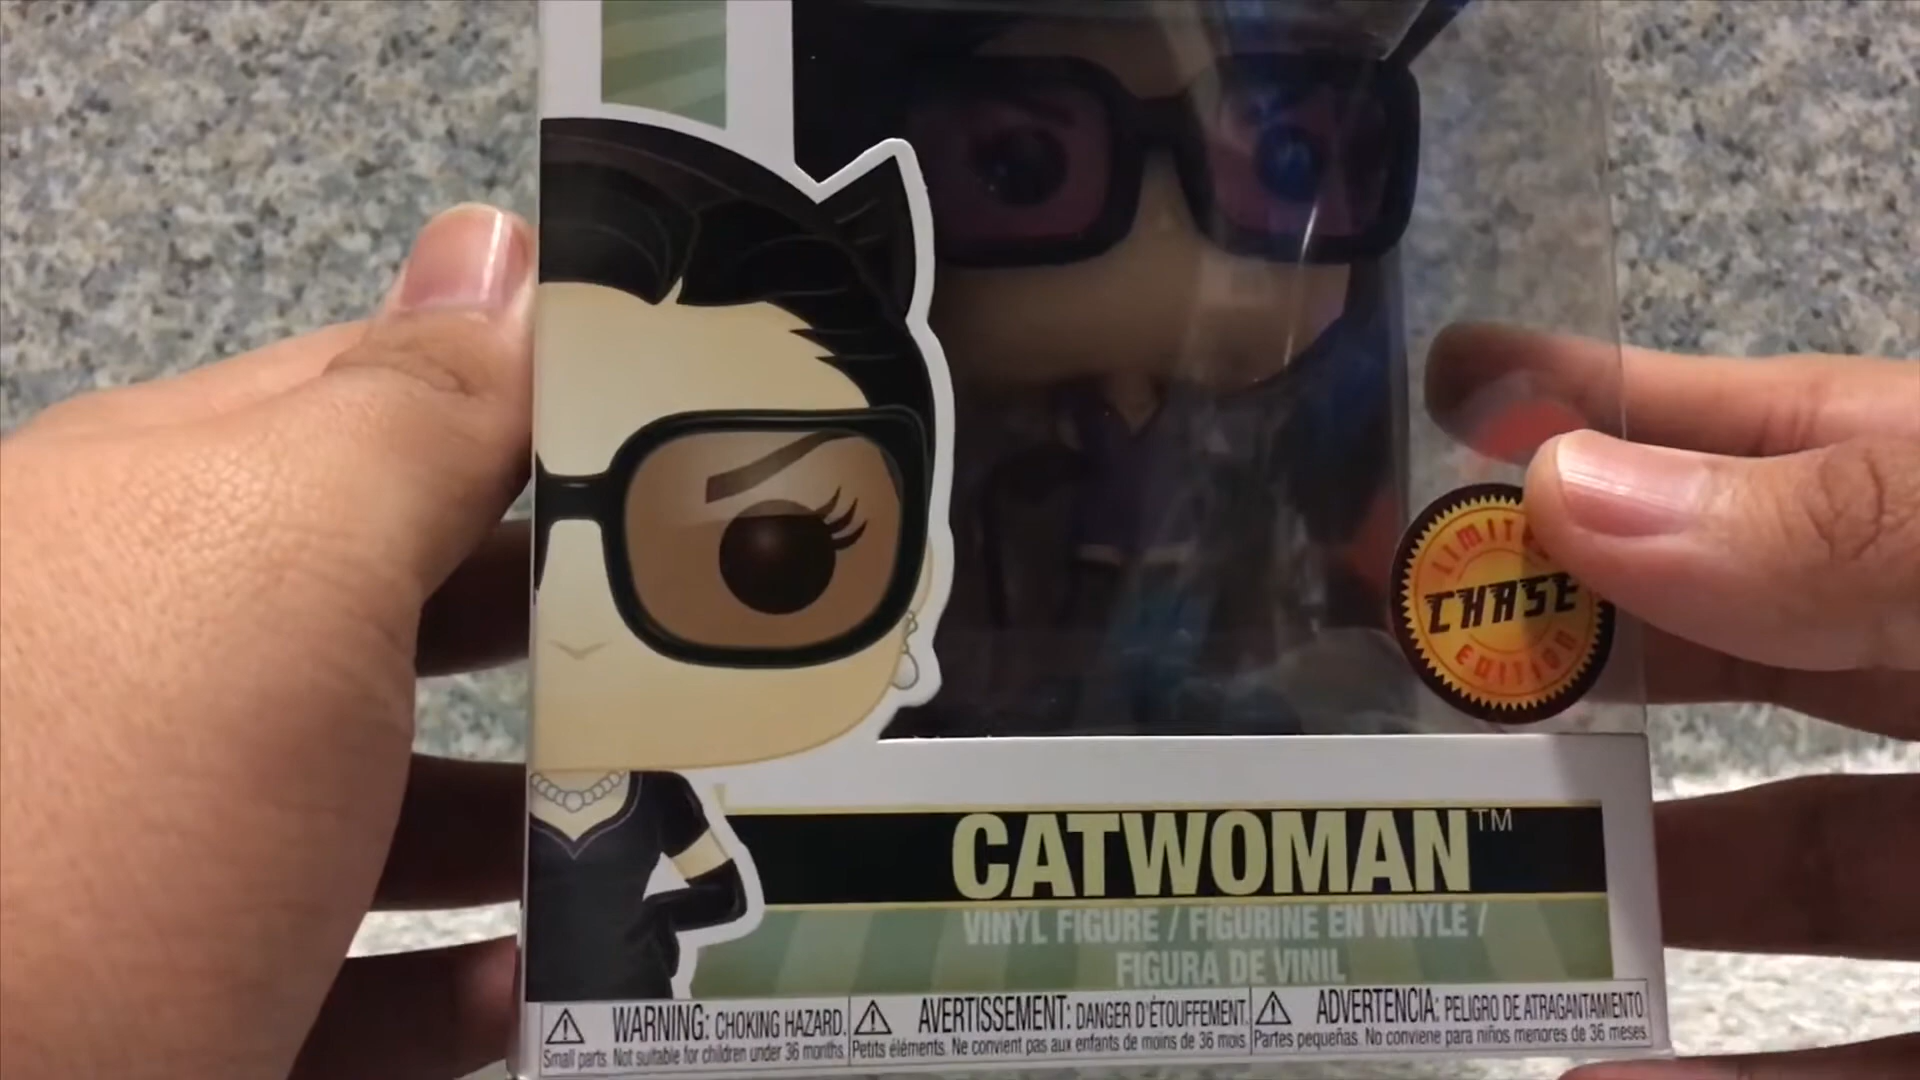 LIMITE
CHASE
EDITION
CATWOMAN™
VINYL FIGURE / FIGURINE EN VINYLE /
FIGURA DE VINIL
WARNING: CHOKING HAZARD.
Small parts. Not suitable for children under 36 months.
AVERTISSEMENT: DANGER D'ÉTOUFFEMENT.
Petits éléments. Ne convient pas aux enfants de moins de 36 mois.
ADVERTENCIA: PELIGRO DE ATRAGANTAMIENTO.
Partes pequeñas. No conviene para niños menores de 36 meses.